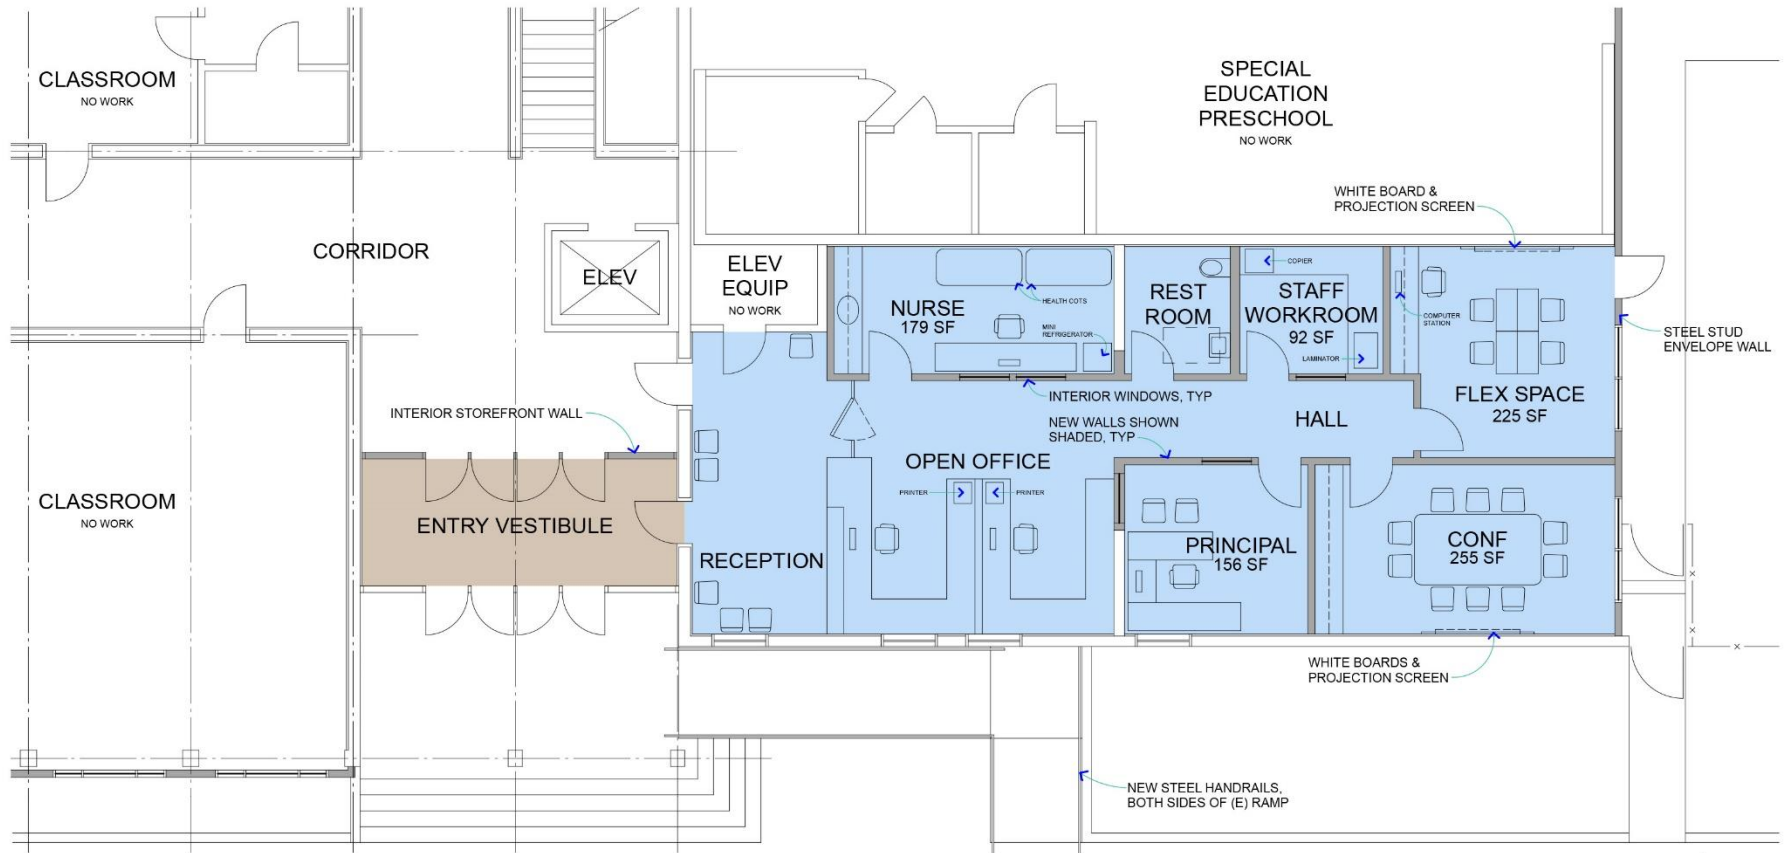 CLASSROOM
NO WORK
SPECIAL
EDUCATION
PRESCHOOL
NO WORK
WHITE BOARD &
PROJECTION SCREEN
CORRIDOR
ELEV
ELEV
EQUIP
NO WORK
NURSE
179 SF
HEALTH COTS
MINI
REFRIGERATOR
REST
ROOM
COPIER
STAFF
WORKROOM
92 SF
LAMINATOR
COMPUTER
STATION
FLEX SPACE
225 SF
STEEL STUD
ENVELOPE WALL
INTERIOR STOREFRONT WALL
INTERIOR WINDOWS, TYP
NEW WALLS SHOWN
SHADED, TYP
HALL
OPEN OFFICE
PRINTER
PRINTER
CLASSROOM
NO WORK
ENTRY VESTIBULE
RECEPTION
PRINCIPAL
156 SF
CONF
255 SF
WHITE BOARDS &
PROJECTION SCREEN
NEW STEEL HANDRAILS,
BOTH SIDES OF (E) RAMP